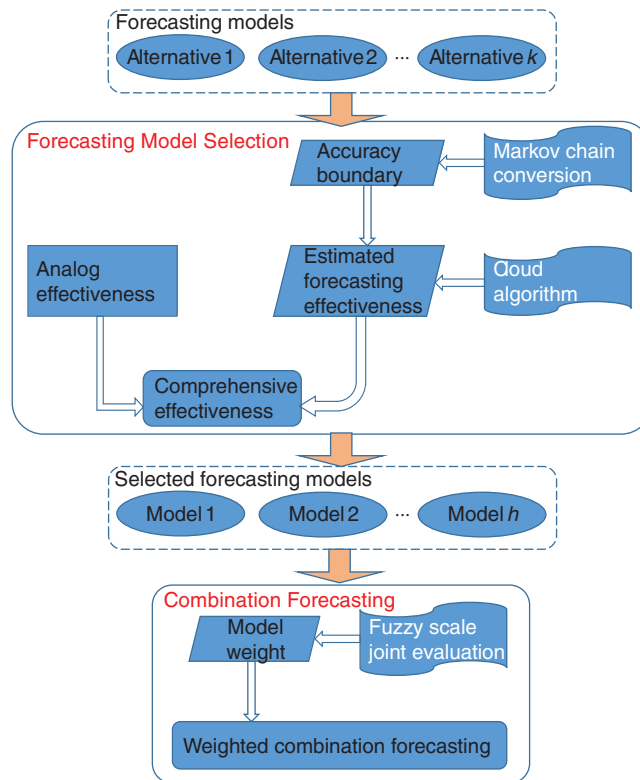 Forecasting models
Alternative 1
Alternative 2
...
Alternative k
Forecasting Model Selection
Accuracy
boundary
Markov chain
conversion
Analog
effectiveness
Estimated
forecasting
effectiveness
Cloud
algorithm
Comprehensive
effectiveness
Selected forecasting models
Model 1
Model 2
...
Model h
Combination Forecasting
Model
weight
Fuzzy scale
joint evaluation
Weighted combination forecasting